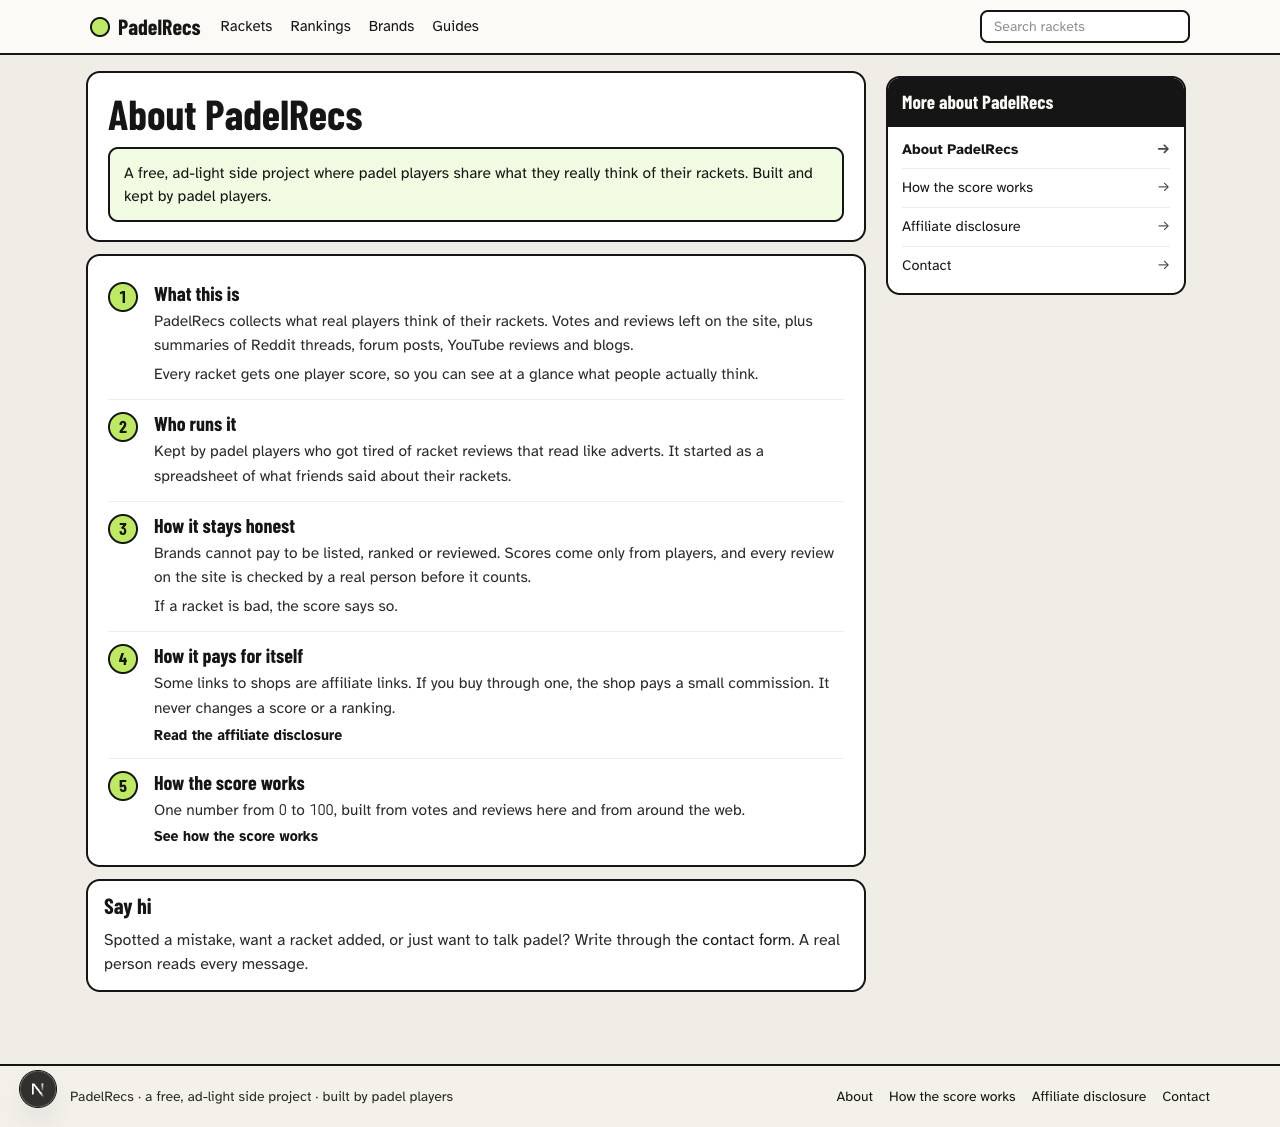 PadelRecs
Rackets
Rankings
Brands
Guides
Search rackets
About PadelRecs
A free, ad-light side project where padel players share what they really think of their rackets. Built and
kept by padel players.
1
What this is
PadelRecs collects what real players think of their rackets. Votes and reviews left on the site, plus
summaries of Reddit threads, forum posts, YouTube reviews and blogs.
Every racket gets one player score, so you can see at a glance what people actually think.
2
Who runs it
Kept by padel players who got tired of racket reviews that read like adverts. It started as a
spreadsheet of what friends said about their rackets.
3
How it stays honest
Brands cannot pay to be listed, ranked or reviewed. Scores come only from players, and every review
on the site is checked by a real person before it counts.
If a racket is bad, the score says so.
4
How it pays for itself
Some links to shops are affiliate links. If you buy through one, the shop pays a small commission. It
never changes a score or a ranking.
Read the affiliate disclosure
5
How the score works
One number from 0 to 100, built from votes and reviews here and from around the web.
See how the score works
Say hi
Spotted a mistake, want a racket added, or just want to talk padel? Write through the contact form. A real
person reads every message.
More about PadelRecs
About PadelRecs →
How the score works →
Affiliate disclosure →
Contact →
N
PadelRecs · a free, ad-light side project · built by padel players
About
How the score works
Affiliate disclosure
Contact